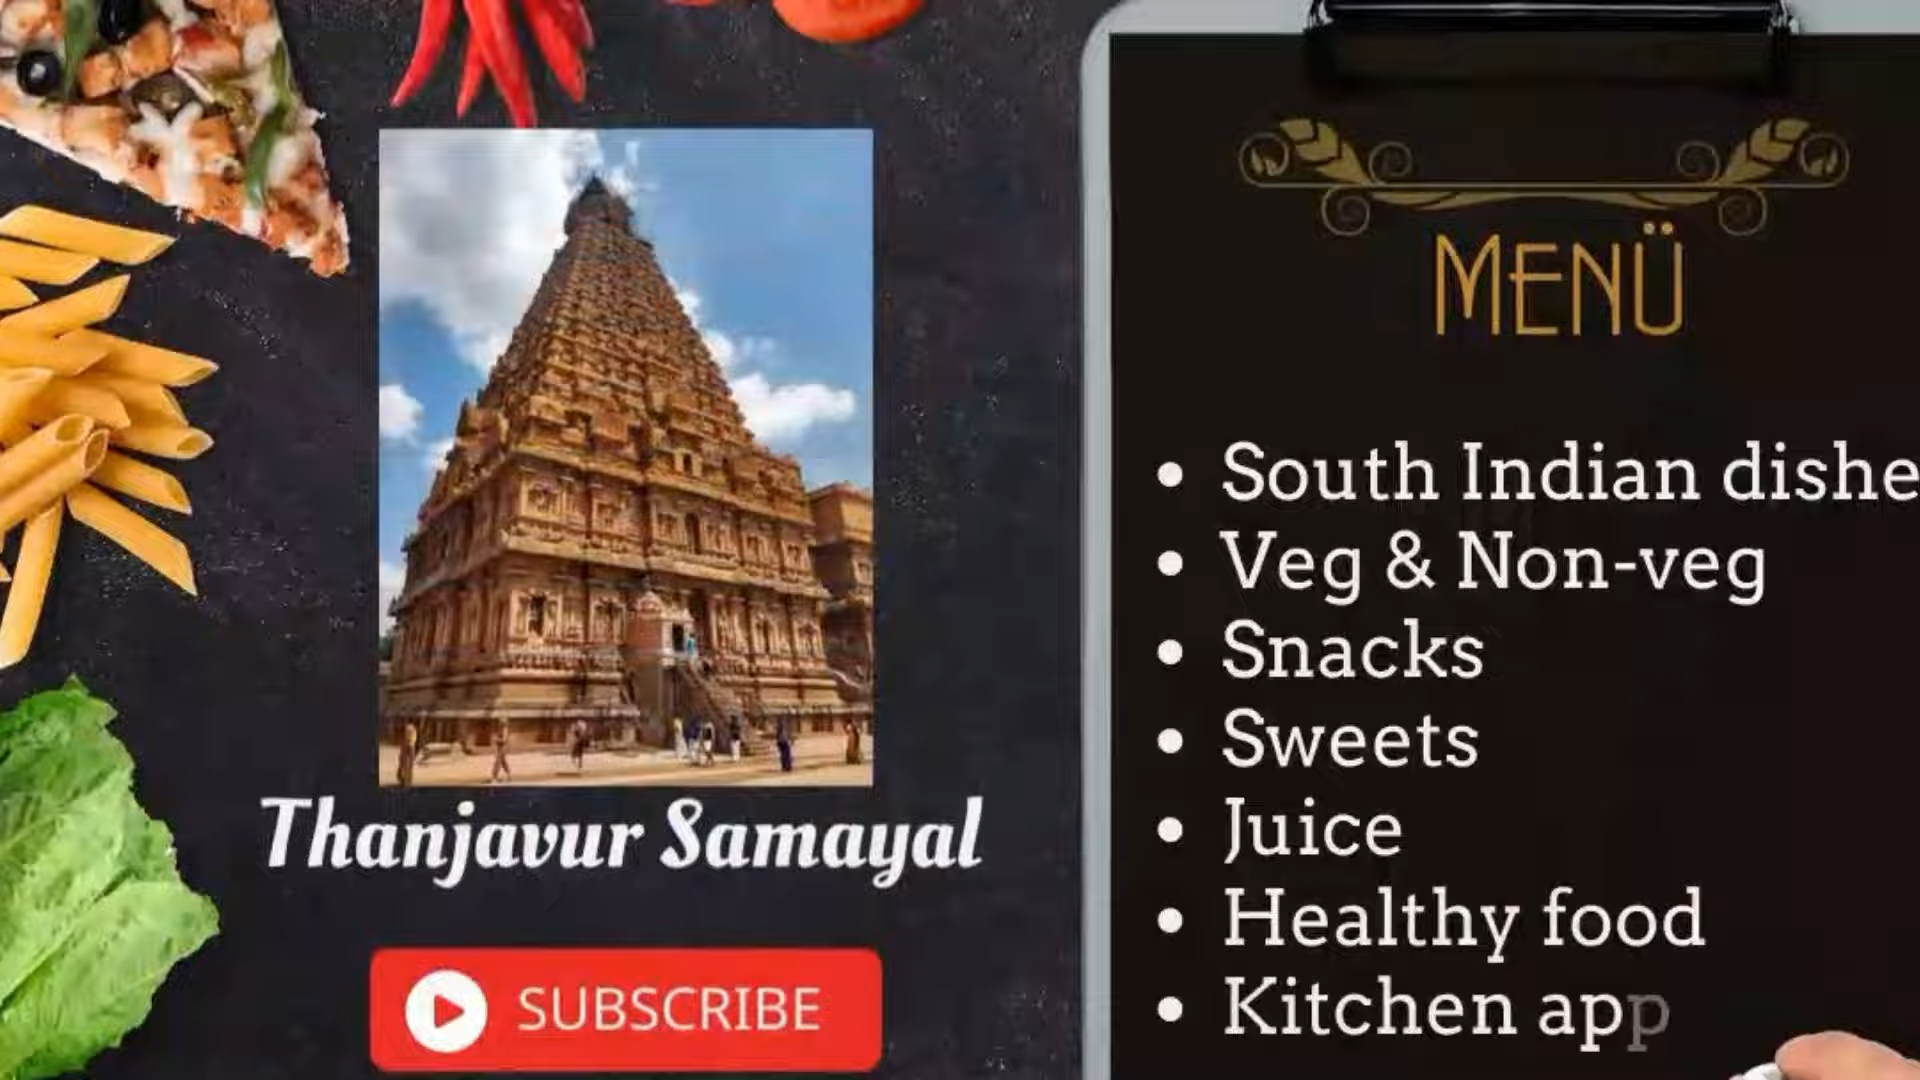 Thanjavur Samayal
SUBSCRIBE
MENÜ
• South Indian dishe
• Veg & Non-veg
• Snacks
• Sweets
• Juice
• Healthy food
• Kitchen app